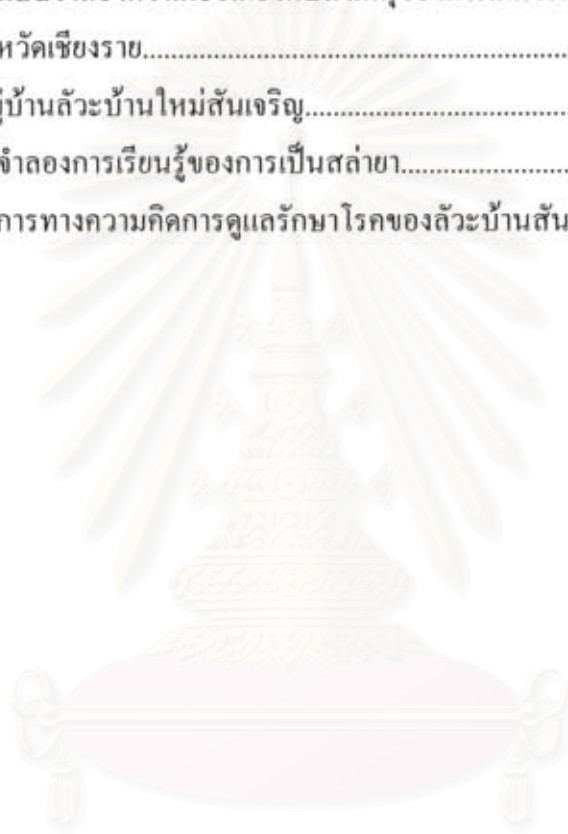 หวัดเชียงราย
บ้านลัวะบ้านใหม่สันเจริญ
จำลองการเรียนรู้ของการเป็นสล่ายา
การทางความคิดการดูแลรักษาโรคของลัวะบ้านสัน